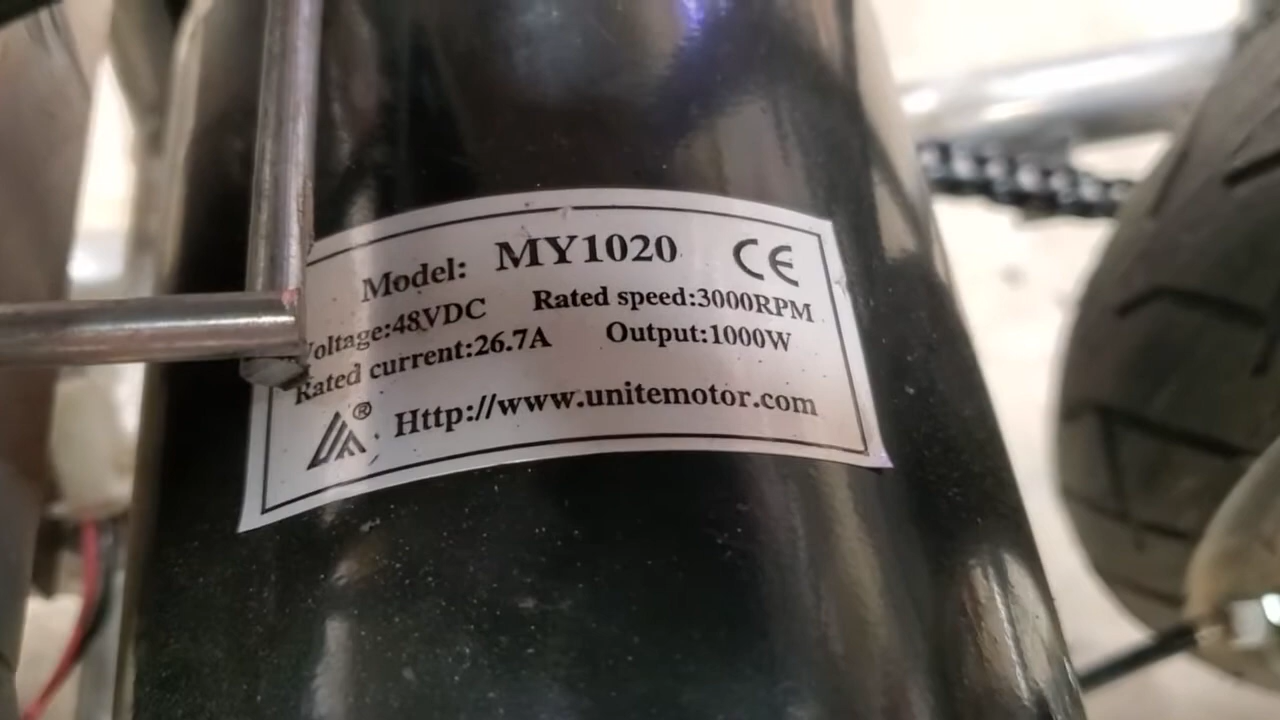 Model: MY1020 CE
Voltage:48VDC Rated speed:3000RPM
Rated current:26.7A Output:1000W
® Http://www.unitemotor.com